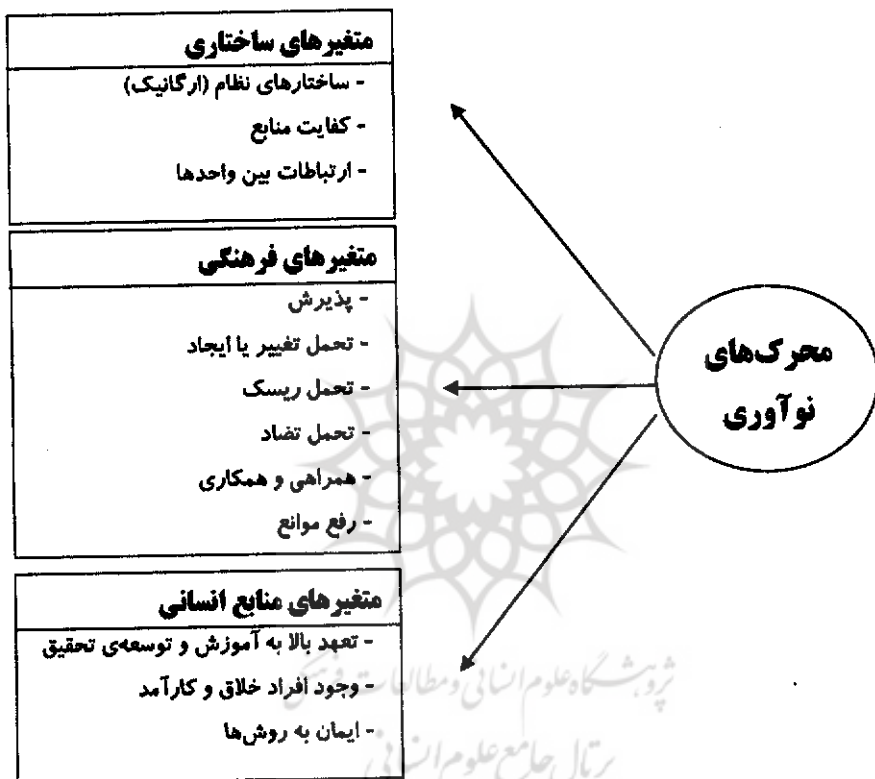 متغیرهای ساختاری
- ساختارهای نظام (ارگانیک)
- کفایت منابع
- ارتباطات بین واحدها
متغیرهای فرهنگی
- پذیرش
- تحمل تغییر یا ایجاد
- تحمل ریسک
- تحمل تضاد
- همراهی و همکاری
- رفع موانع
محرک‌های
نوآوری
متغیرهای منابع انسانی
- تعهد بالا به آموزش و توسعه‌ی تحقیق
- وجود افراد خلاق و کارآمد
- ایمان به روش‌ها
پژوهشگاه علوم انسانی و مطالعات فرهنگی
پرتال جامع علوم انسانی